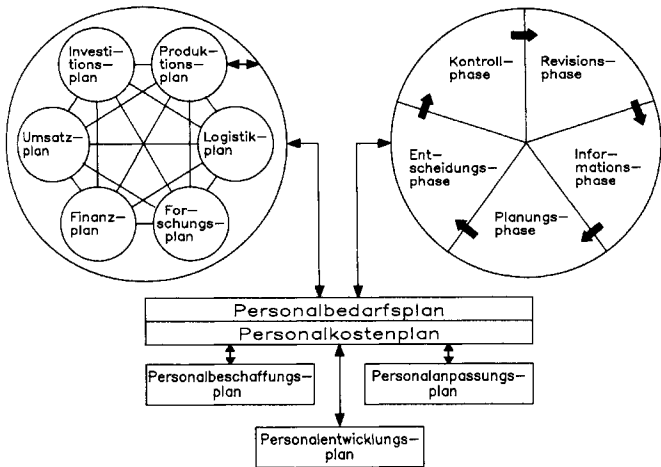 Investi–
tions–
plan
Produk–
tions–
plan
Umsatz–
plan
Logistik–
plan
Finanz–
plan
For–
schungs–
plan
Kontroll–
phase
Revisions–
phase
Ent–
scheidungs–
phase
Infor–
mations–
phase
Planungs–
phase
Personalbedarfsplan
Personalkostenplan
Personalbeschaffungs–
plan
Personalanpassungs–
plan
Personalentwicklungs–
plan